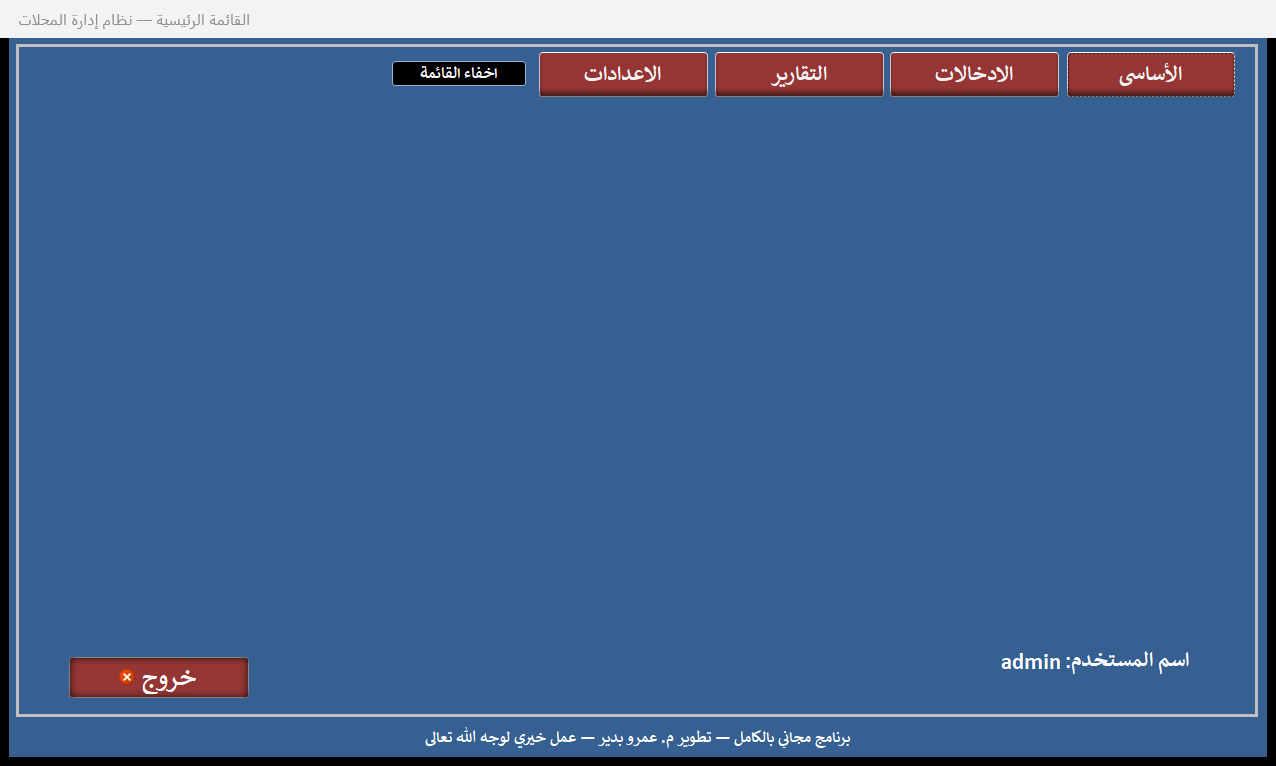 القائمة الرئيسية — نظام إدارة المحلات
الأساسى
الادخالات
التقارير
الاعدادات
اخفاء القائمة
اسم المستخدم: admin
خروج
برنامج مجاني بالكامل — تطوير م. عمرو بدير — عمل خيري لوجه الله تعالى